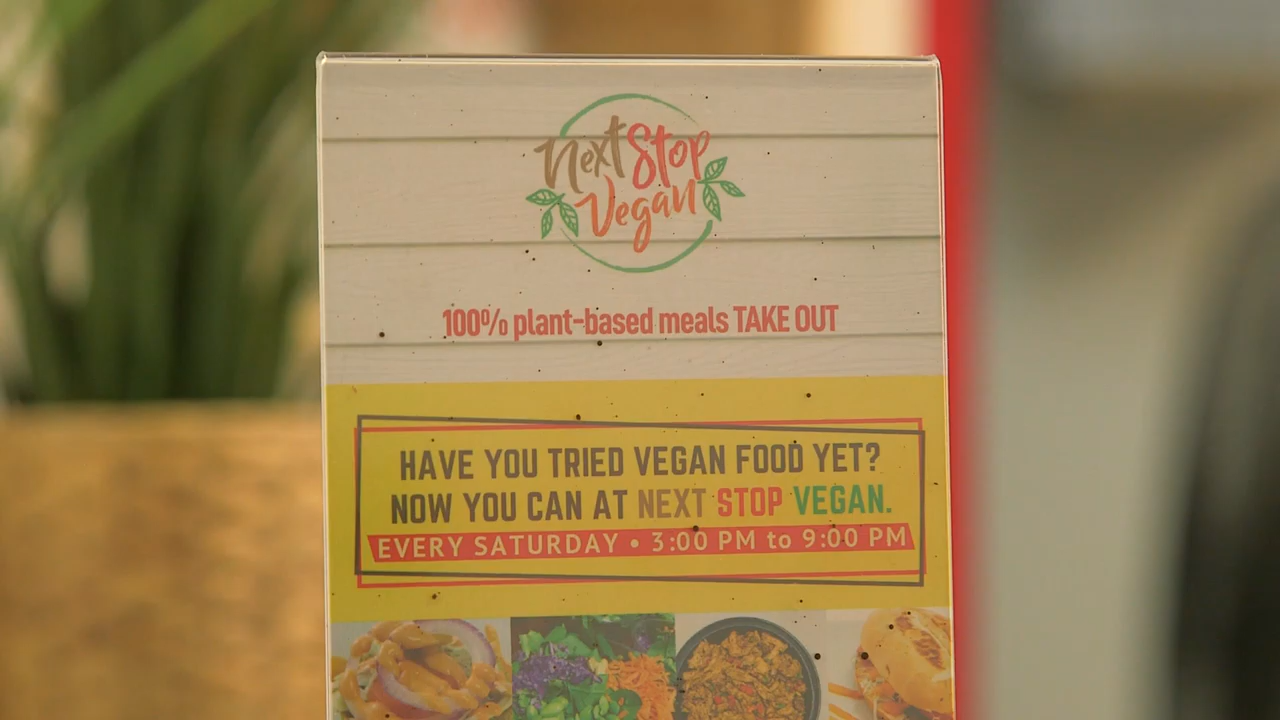 Next Stop
Vegan
100% plant-based meals TAKE OUT
HAVE YOU TRIED VEGAN FOOD YET?
NOW YOU CAN AT NEXT STOP VEGAN.
EVERY SATURDAY • 3:00 PM to 9:00 PM